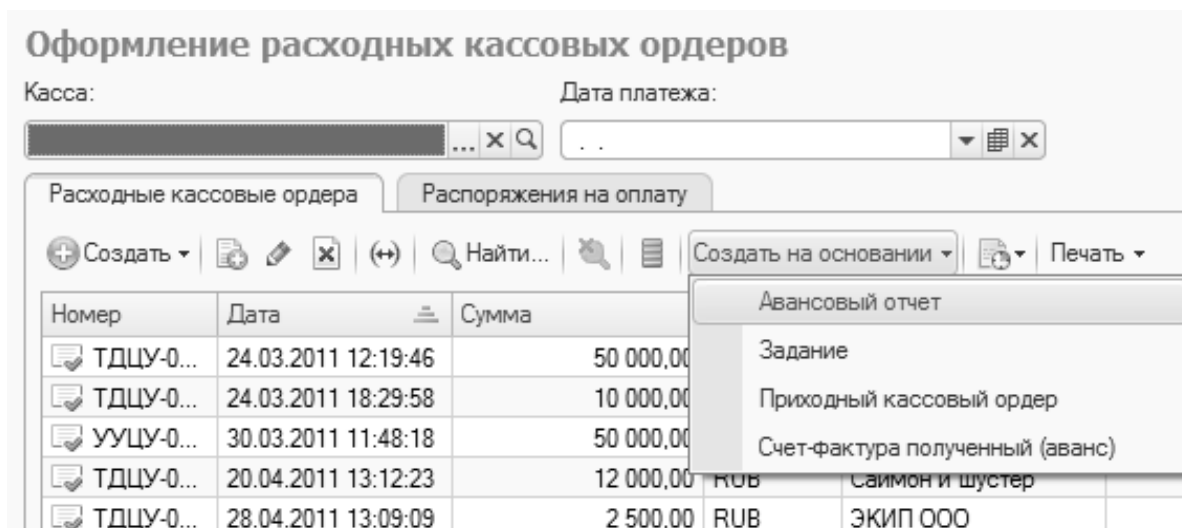 Оформление расходных кассовых ордеров
Касса: Дата платежа:
... . .
Расходные кассовые ордера Распоряжения на оплату
Создать Найти... Создать на основании Печать
Номер Дата Сумма Авансовый отчет
ТДЦУ-0... 24.03.2011 12:19:46 50 000,00 Задание
ТДЦУ-0... 24.03.2011 18:29:58 10 000,00 Приходный кассовый ордер
УУЦУ-0... 30.03.2011 11:48:18 50 000,00 Счет-фактура полученный (аванс)
ТДЦУ-0... 20.04.2011 13:12:23 12 000,00 RUB Саймон и шустер
ТДЦУ-0... 28.04.2011 13:09:09 2 500,00 RUB ЭКИП ООО